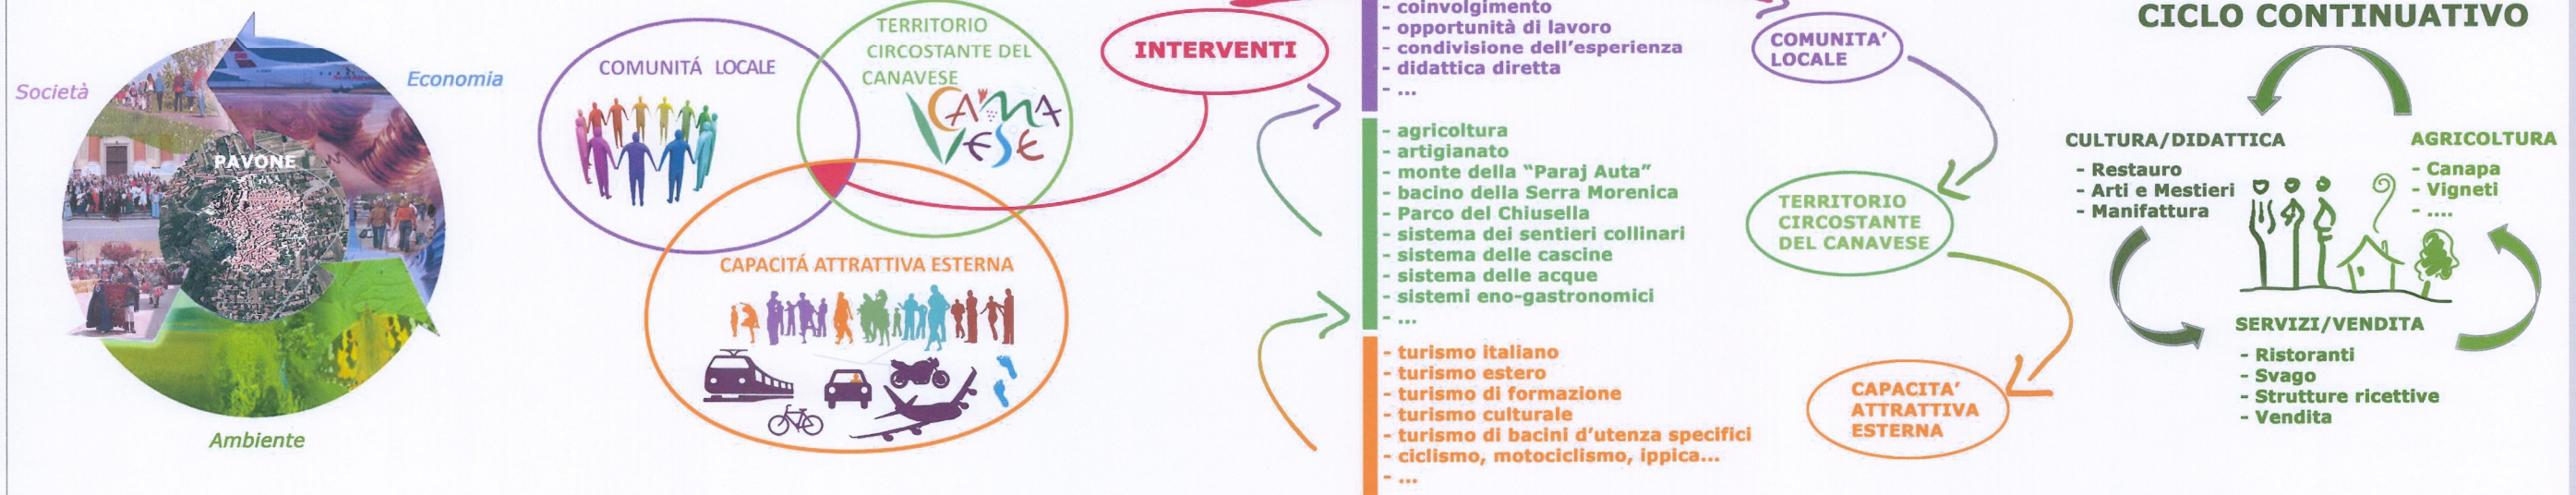 Società
Economia
PAVONE
Ambiente
COMUNITÁ LOCALE
TERRITORIO
CIRCOSTANTE DEL
CANAVESE
CANAVESE
CAPACITÁ ATTRATTIVA ESTERNA
INTERVENTI
- coinvolgimento
- opportunità di lavoro
- condivisione dell'esperienza
- didattica diretta
- ...
- agricoltura
- artigianato
- monte della "Paraj Auta"
- bacino della Serra Morenica
- Parco del Chiusella
- sistema dei sentieri collinari
- sistema delle cascine
- sistema delle acque
- sistemi eno-gastronomici
- ...
- turismo italiano
- turismo estero
- turismo di formazione
- turismo culturale
- turismo di bacini d'utenza specifici
- ciclismo, motociclismo, ippica...
- ...
COMUNITA'
LOCALE
TERRITORIO
CIRCOSTANTE
DEL CANAVESE
CAPACITA'
ATTRATTIVA
ESTERNA
CICLO CONTINUATIVO
CULTURA/DIDATTICA
- Restauro
- Arti e Mestieri
- Manifattura
AGRICOLTURA
- Canapa
- Vigneti
- ....
SERVIZI/VENDITA
- Ristoranti
- Svago
- Strutture ricettive
- Vendita